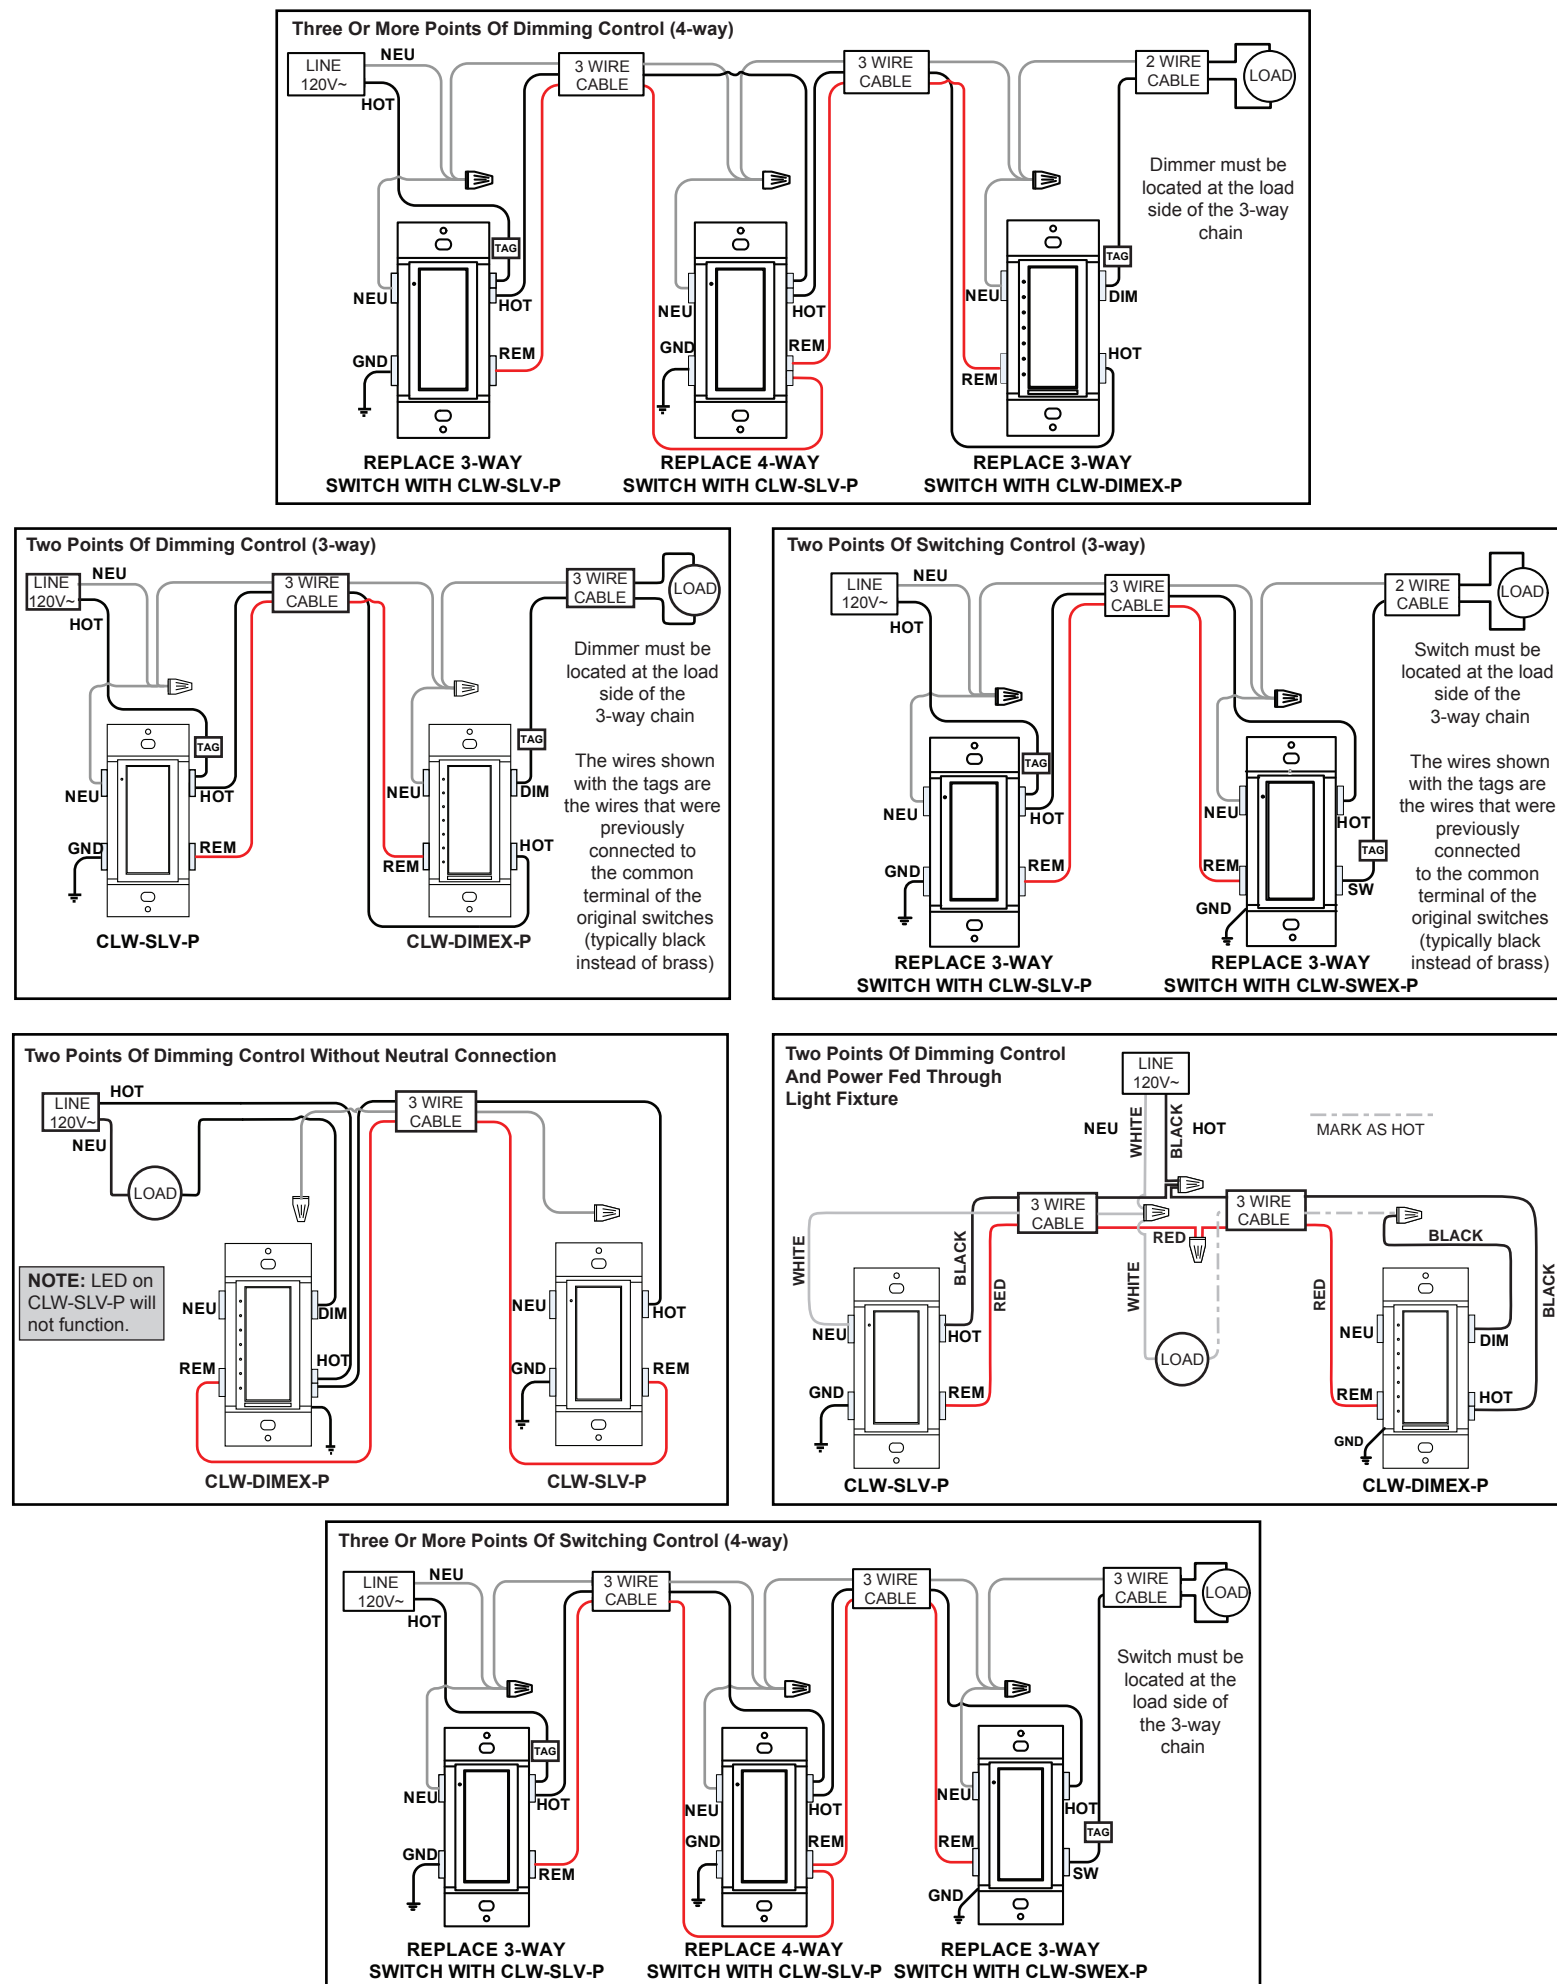 Three Or More Points Of Dimming Control (4-way)
LINE
120V~
NEU
HOT
3 WIRE
CABLE
3 WIRE
CABLE
2 WIRE
CABLE
LOAD
Dimmer must be
located at the load
side of the 3-way
chain
TAG
TAG
NEU
HOT
NEU
HOT
NEU
DIM
GND
REM
GND
REM
REM
HOT
REPLACE 3-WAY
SWITCH WITH CLW-SLV-P
REPLACE 4-WAY
SWITCH WITH CLW-SLV-P
REPLACE 3-WAY
SWITCH WITH CLW-DIMEX-P
Two Points Of Dimming Control (3-way)
LINE
120V~
NEU
HOT
3 WIRE
CABLE
3 WIRE
CABLE
LOAD
Dimmer must be
located at the load
side of the
3-way chain
TAG
TAG
The wires shown
with the tags are
the wires that were
previously
connected to
the common
terminal of the
original switches
(typically black
instead of brass)
NEU
HOT
NEU
DIM
GND
REM
REM
HOT
CLW-SLV-P
CLW-DIMEX-P
Two Points Of Switching Control (3-way)
LINE
120V~
NEU
HOT
3 WIRE
CABLE
2 WIRE
CABLE
LOAD
Switch must be
located at the load
side of the
3-way chain
TAG
The wires shown
with the tags are
the wires that were
previously
connected
to the common
terminal of the
original switches
(typically black
instead of brass)
NEU
HOT
NEU
HOT
TAG
GND
REM
REM
SW
GND
REPLACE 3-WAY
SWITCH WITH CLW-SLV-P
REPLACE 3-WAY
SWITCH WITH CLW-SWEX-P
Two Points Of Dimming Control Without Neutral Connection
LINE
120V~
HOT
NEU
LOAD
3 WIRE
CABLE
NOTE: LED on
CLW-SLV-P will
not function.
NEU
DIM
NEU
HOT
REM
HOT
GND
REM
CLW-DIMEX-P
CLW-SLV-P
Two Points Of Dimming Control
And Power Fed Through
Light Fixture
LINE
120V~
NEU
WHITE
BLACK
HOT
MARK AS HOT
3 WIRE
CABLE
3 WIRE
CABLE
RED
WHITE
BLACK
RED
WHITE
RED
BLACK
BLACK
LOAD
NEU
HOT
NEU
DIM
GND
REM
REM
HOT
GND
CLW-SLV-P
CLW-DIMEX-P
Three Or More Points Of Switching Control (4-way)
LINE
120V~
NEU
HOT
3 WIRE
CABLE
3 WIRE
CABLE
3 WIRE
CABLE
LOAD
Switch must be
located at the
load side of
the 3-way
chain
TAG
NEU
HOT
NEU
HOT
NEU
HOT
TAG
GND
REM
GND
REM
REM
SW
GND
REPLACE 3-WAY
SWITCH WITH CLW-SLV-P
REPLACE 4-WAY
SWITCH WITH CLW-SLV-P
REPLACE 3-WAY
SWITCH WITH CLW-SWEX-P